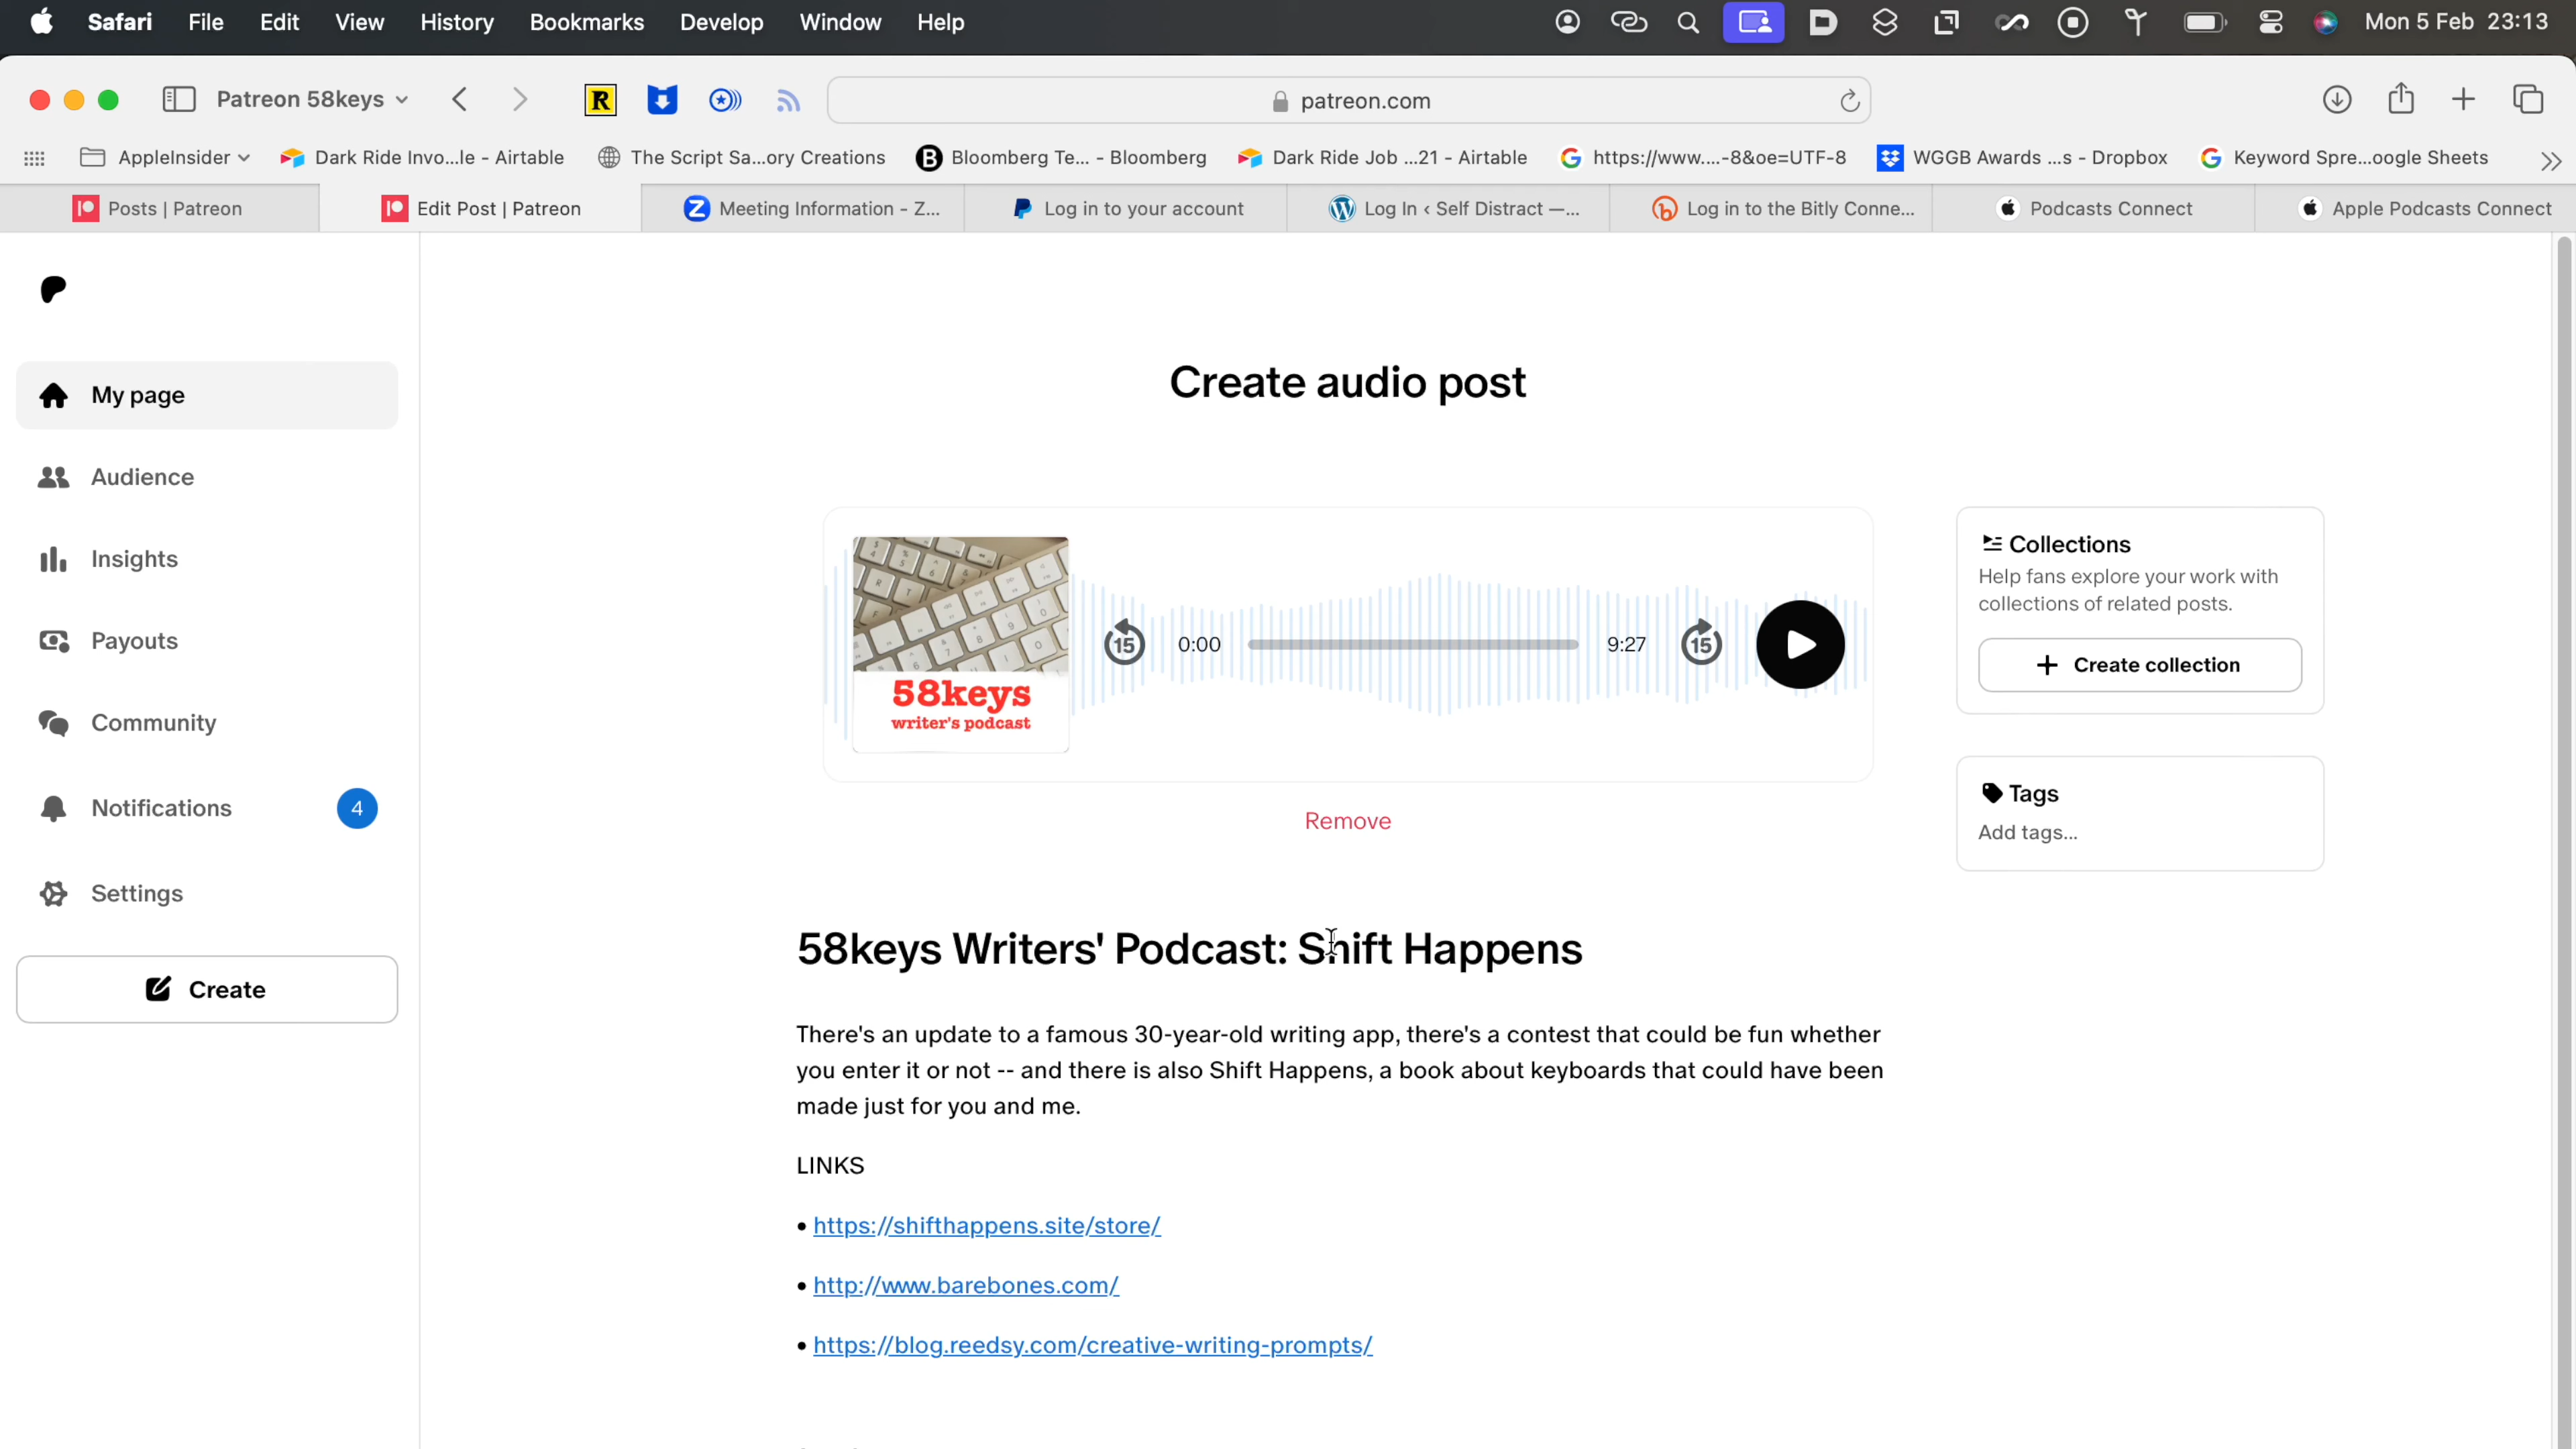 Safari File Edit View History Bookmarks Develop Window Help Mon 5 Feb 23:13
Patreon 58keys R patreon.com
AppleInsider Dark Ride Invo...le - Airtable The Script Sa...ory Creations B Bloomberg Te... - Bloomberg Dark Ride Job ...21 - Airtable G https://www....-8&oe=UTF-8 WGGB Awards ...s - Dropbox G Keyword Spre...oogle Sheets
Posts | Patreon Edit Post | Patreon Z Meeting Information - Z... Log in to your account Log In ‹ Self Distract —... Log in to the Bitly Conne... Podcasts Connect Apple Podcasts Connect
My page
Audience
Insights
Payouts
Community
Notifications 4
Settings
Create
Create audio post
58keys
writer's podcast
15 0:00 9:27 15
Remove
Collections
Help fans explore your work with
collections of related posts.
+ Create collection
Tags
Add tags...
58keys Writers' Podcast: Shift Happens
There's an update to a famous 30-year-old writing app, there's a contest that could be fun whether
you enter it or not -- and there is also Shift Happens, a book about keyboards that could have been
made just for you and me.
LINKS
• https://shifthappens.site/store/
• http://www.barebones.com/
• https://blog.reedsy.com/creative-writing-prompts/